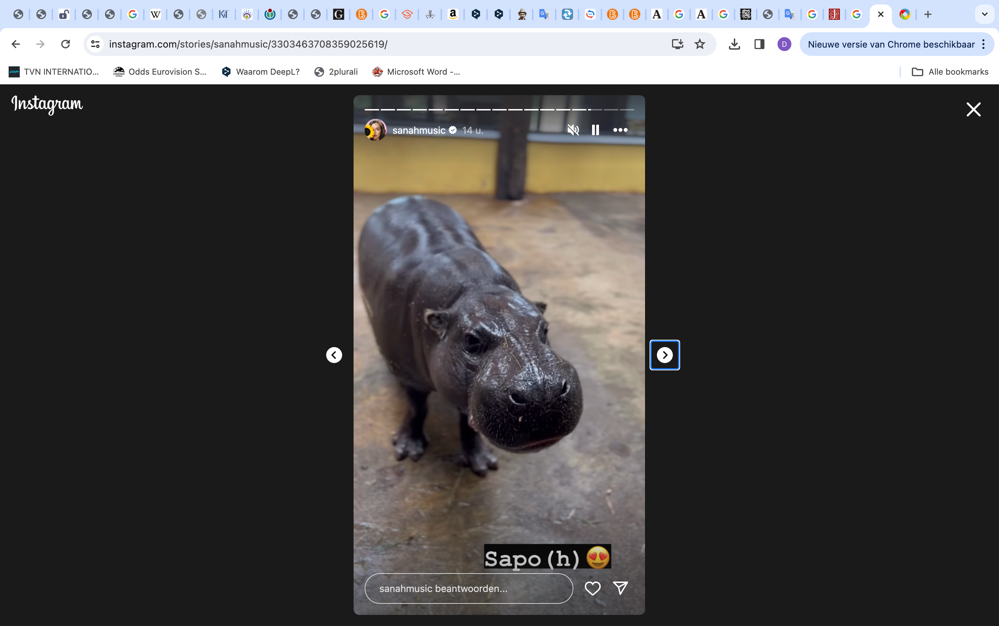 instagram.com/stories/sanahmusic/3303463708359025619/
Nieuwe versie van Chrome beschikbaar
TVN INTERNATIO...
Odds Eurovision S...
Waarom DeepL?
2plurali
Microsoft Word -...
Alle bookmarks
Instagram
sanahmusic 14 u.
Sapo (h) 😍
sanahmusic beantwoorden...